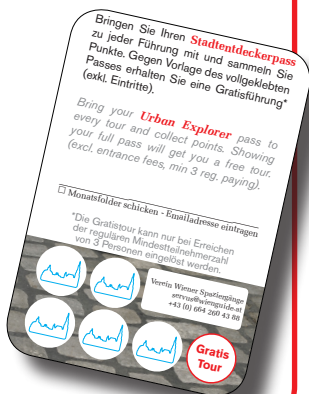 Bringen Sie Ihren Stadtentdeckerpass
zu jeder Führung mit und sammeln Sie
Punkte. Gegen Vorlage des vollgeklebten
Passes erhalten Sie eine Gratisführung*
(exkl. Eintritte).
Bring your Urban Explorer pass to
every tour and collect points. Showing
your full pass will get you a free tour.
(excl. entrance fees, min 3 reg. paying).
☐ Monatsfolder schicken - Emailadresse eintragen
*Die Gratistour kann nur bei Erreichen
der regulären Mindestteilnehmerzahl
von 3 Personen eingelöst werden.
Verein Wiener Spaziergänge
servus@wienguide.at
+43 (0) 664 260 43 88
Gratis
Tour